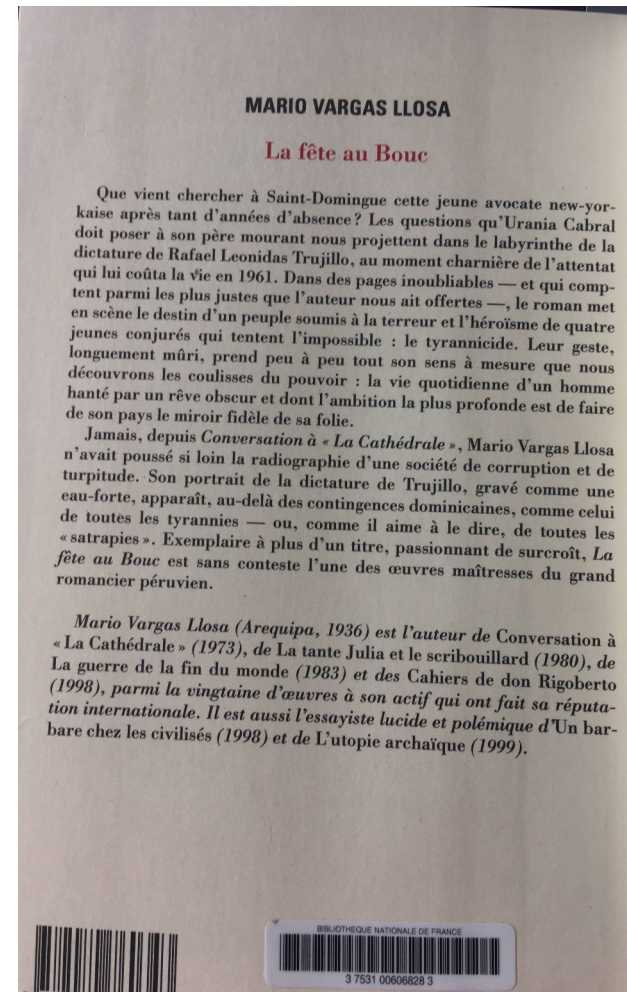 MARIO VARGAS LLOSA
La fête au Bouc
Que vient chercher à Saint-Domingue cette jeune avocate new-yor-
kaise après tant d'années d'absence ? Les questions qu'Urania Cabral
doit poser à son père mourant nous projettent dans le labyrinthe de la
dictature de Rafael Leonidas Trujillo, au moment charnière de l'attentat
qui lui coûta la vie en 1961. Dans des pages inoubliables — et qui comp-
tent parmi les plus justes que l'auteur nous ait offertes —, le roman met
en scène le destin d'un peuple soumis à la terreur et l'héroïsme de quatre
jeunes conjurés qui tentent l'impossible : le tyrannicide. Leur geste,
longuement mûri, prend peu à peu tout son sens à mesure que nous
découvrons les coulisses du pouvoir : la vie quotidienne d'un homme
hanté par un rêve obscur et dont l'ambition la plus profonde est de faire
de son pays le miroir fidèle de sa folie.
Jamais, depuis Conversation à « La Cathédrale », Mario Vargas Llosa
n'avait poussé si loin la radiographie d'une société de corruption et de
turpitude. Son portrait de la dictature de Trujillo, gravé comme une
eau-forte, apparaît, au-delà des contingences dominicaines, comme celui
de toutes les tyrannies — ou, comme il aime à le dire, de toutes les
« satrapies ». Exemplaire à plus d'un titre, passionnant de surcroît, La
fête au Bouc est sans conteste l'une des œuvres maîtresses du grand
romancier péruvien.
Mario Vargas Llosa (Arequipa, 1936) est l'auteur de Conversation à
« La Cathédrale » (1973), de La tante Julia et le scribouillard (1980), de
La guerre de la fin du monde (1983) et des Cahiers de don Rigoberto
(1998), parmi la vingtaine d'œuvres à son actif qui ont fait sa réputa-
tion internationale. Il est aussi l'essayiste lucide et polémique d'Un bar-
bare chez les civilisés (1998) et de L'utopie archaïque (1999).
BIBLIOTHEQUE NATIONALE DE FRANCE
3 7531 00606828 3